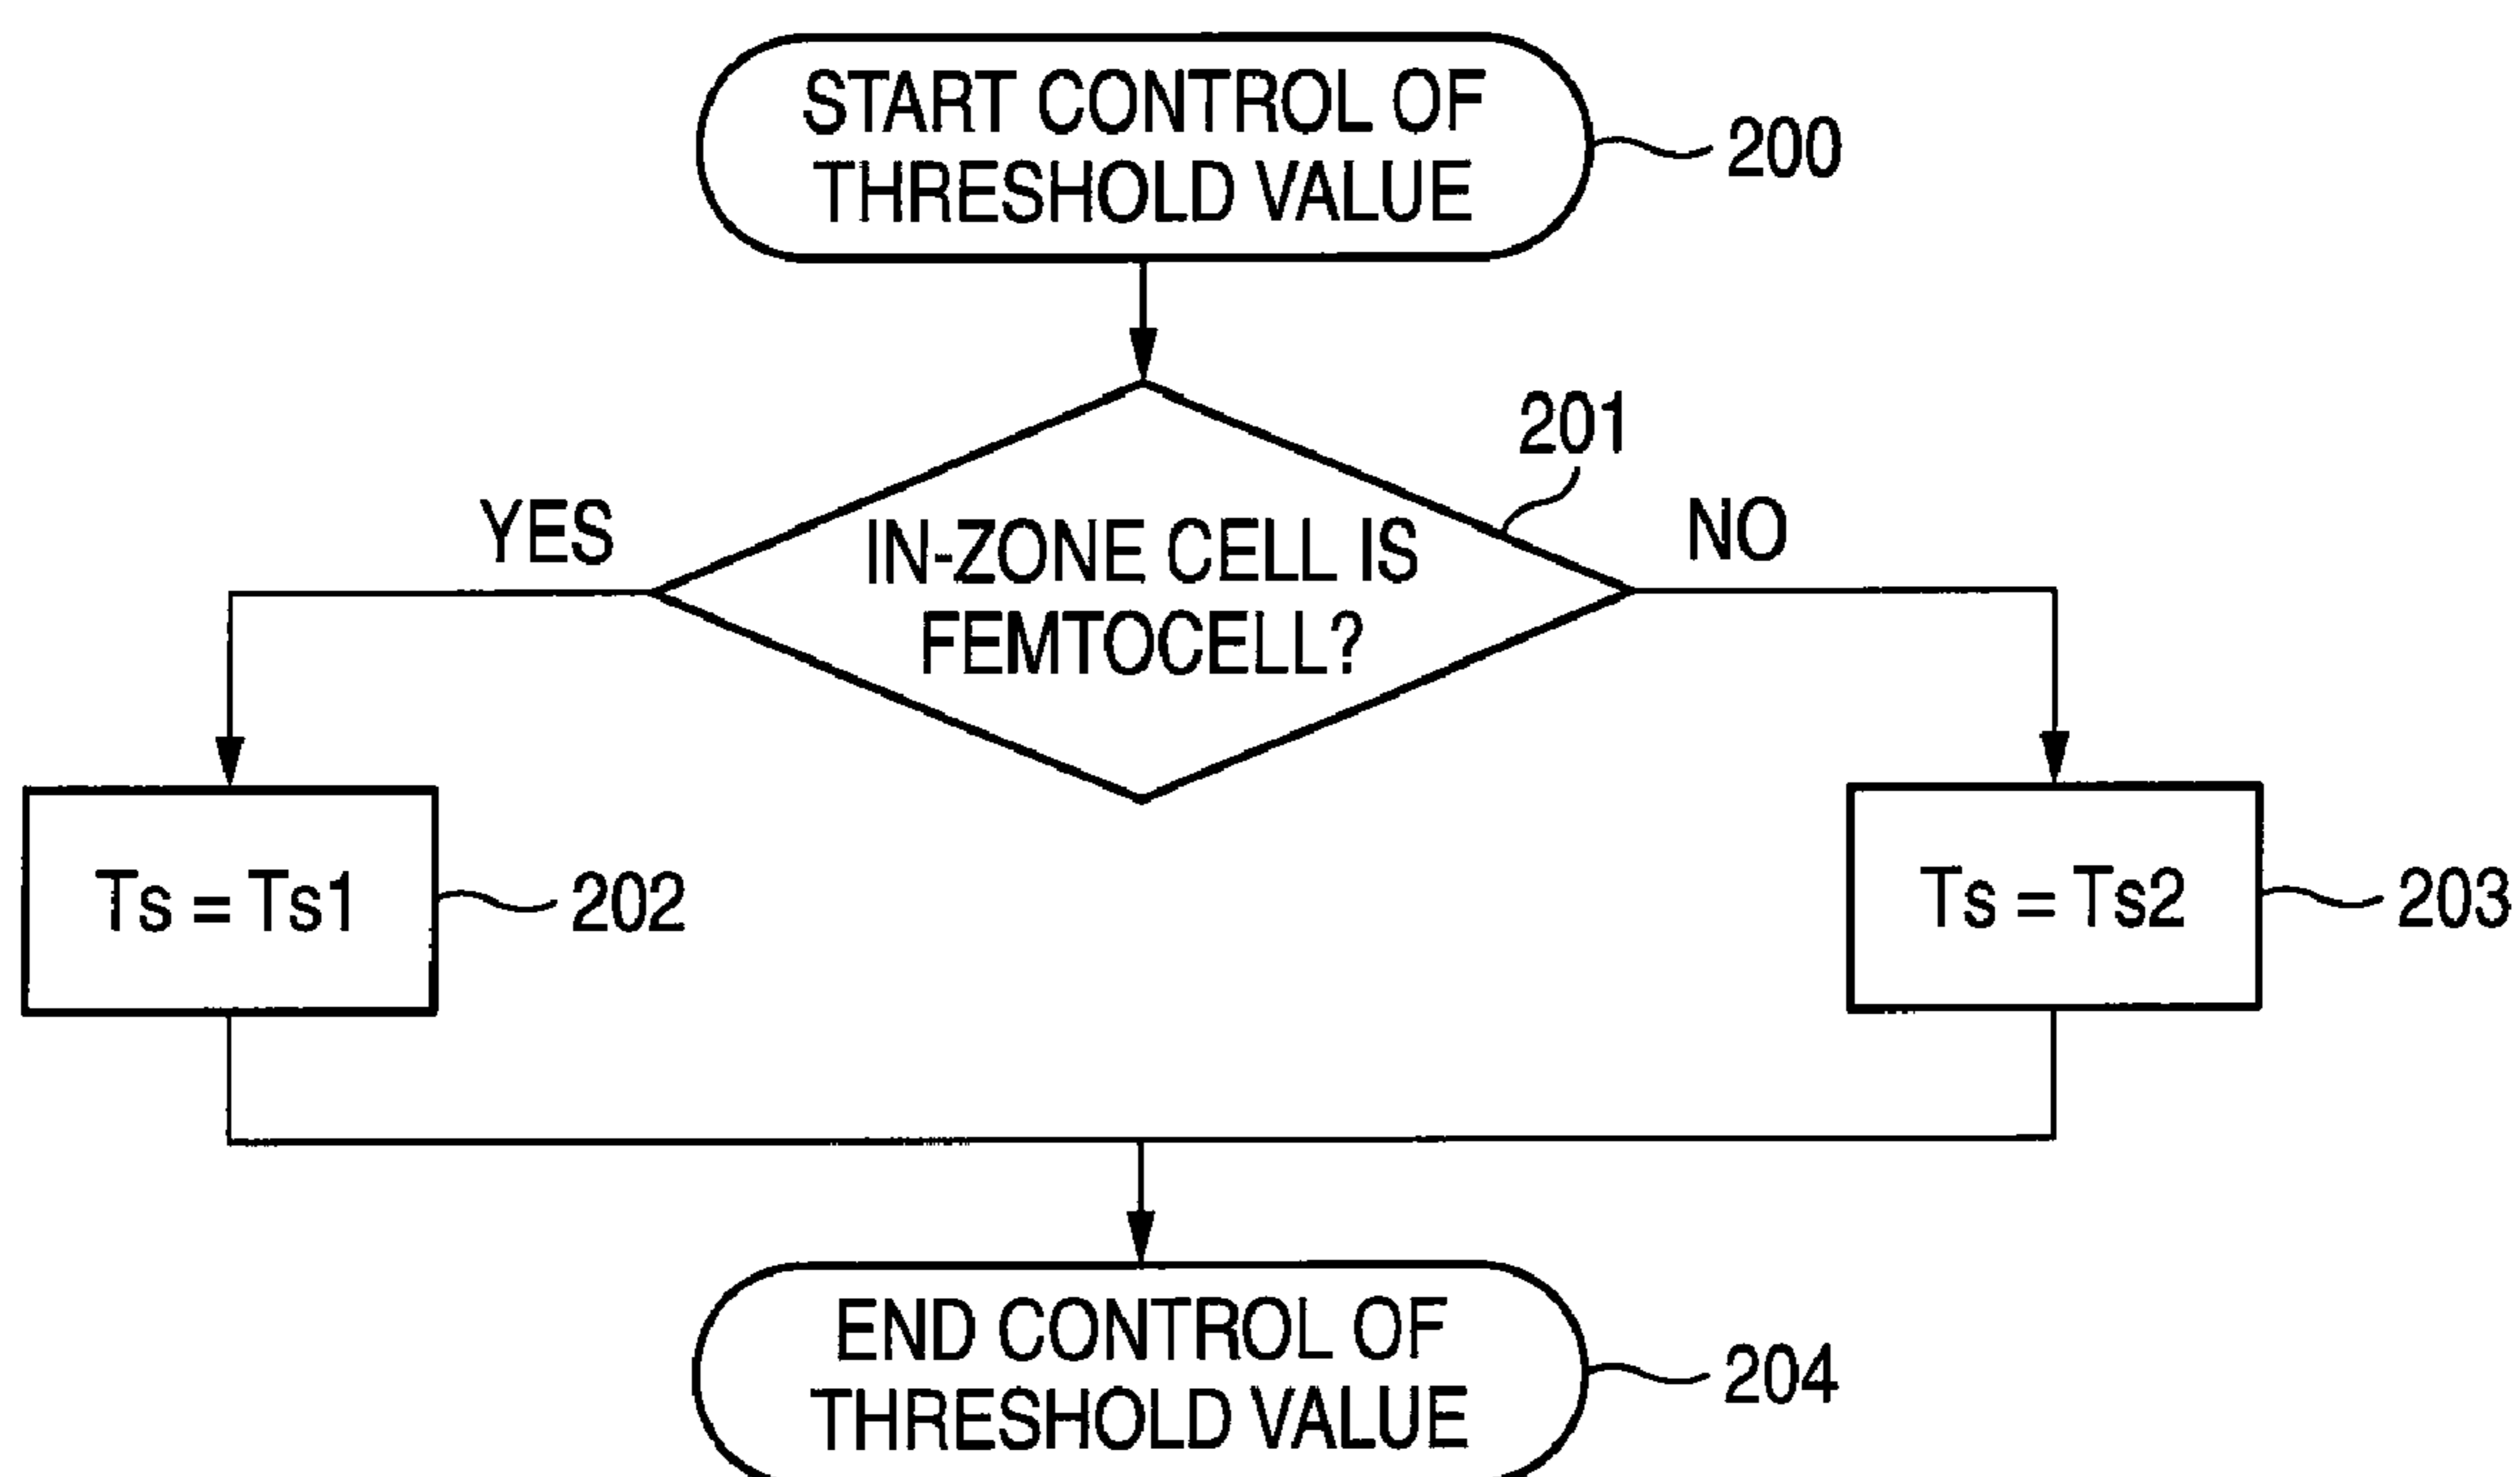 START CONTROL OF
THRESHOLD VALUE
200
201
YES
IN-ZONE CELL IS
FEMTOCELL?
NO
Ts = Ts1
202
Ts = Ts2
203
END CONTROL OF
THRESHOLD VALUE
204